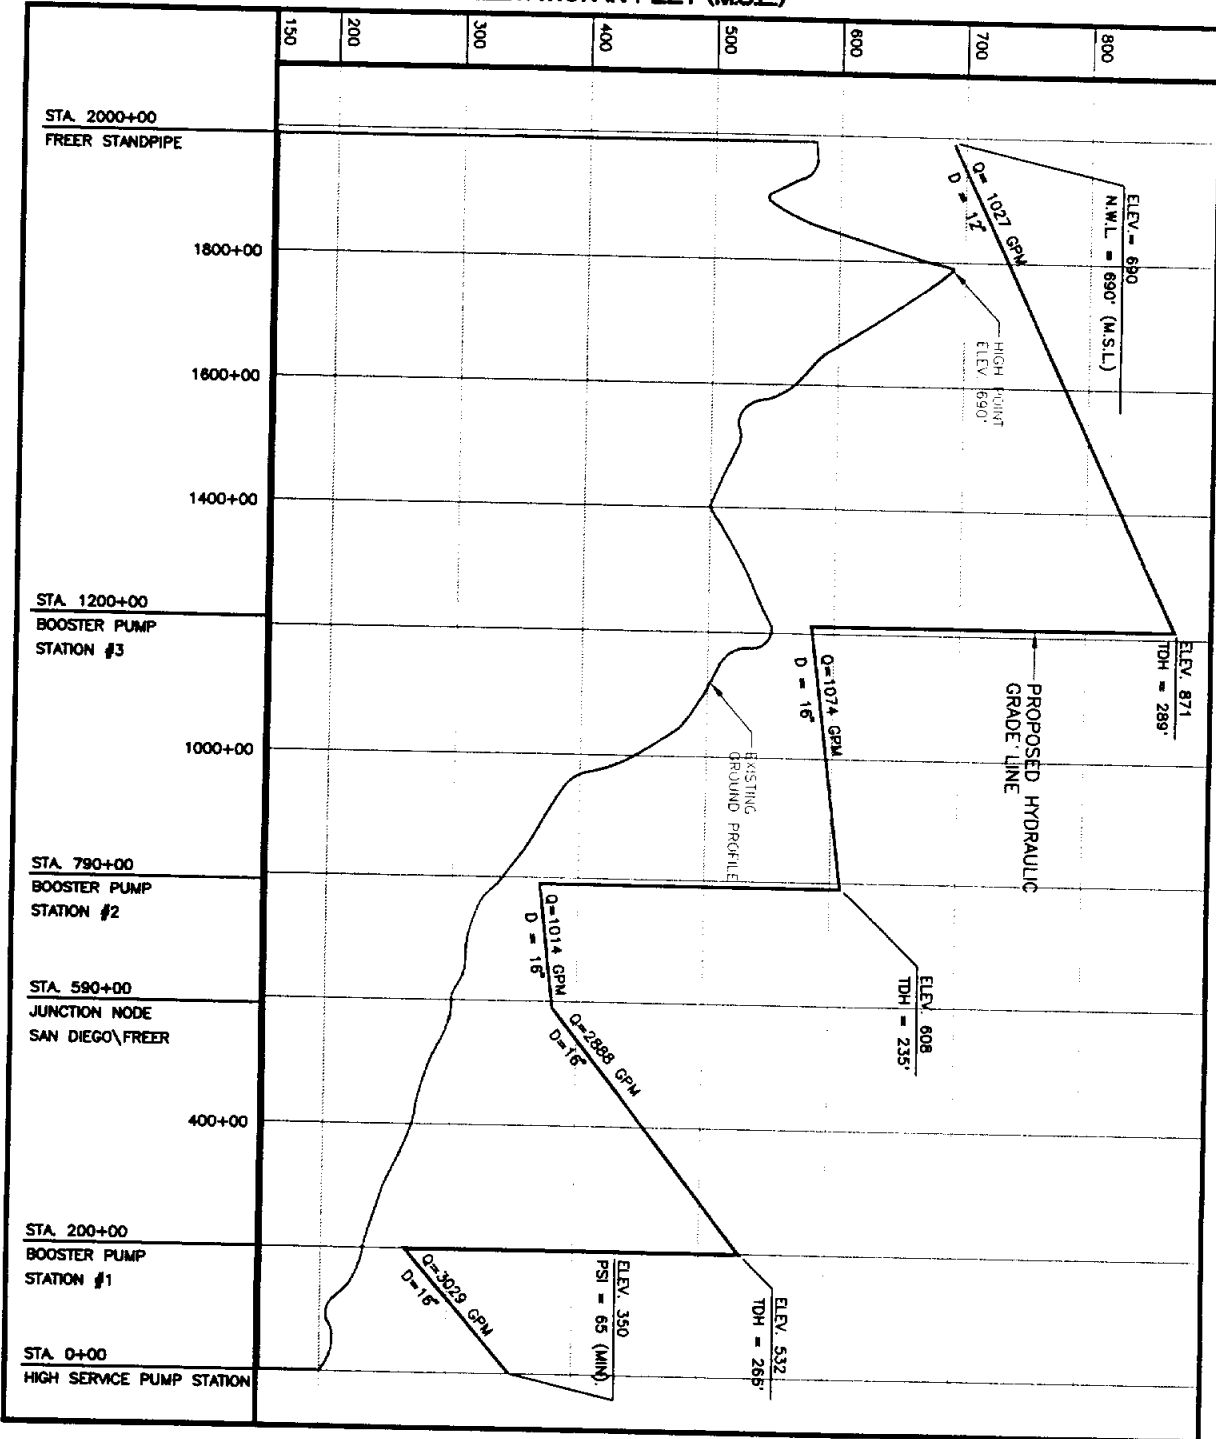 150
200
300
400
500
600
700
800
STA. 2000+00
FREER STANDPIPE
1800+00
1600+00
1400+00
STA. 1200+00
BOOSTER PUMP
STATION #3
1000+00
STA. 790+00
BOOSTER PUMP
STATION #2
STA. 590+00
JUNCTION NODE
SAN DIEGO\FREER
400+00
STA. 200+00
BOOSTER PUMP
STATION #1
STA. 0+00
HIGH SERVICE PUMP STATION
ELEV.= 690
N.W.L = 690' (M.S.L.)
Q= 1027 GPM
D = 12"
HIGH POINT
ELEV. 690'
ELEV. 871
TDH = 289'
PROPOSED HYDRAULIC
GRADE LINE
Q=1074 GPM
D = 16"
EXISTING
GROUND PROFILE
ELEV. 608
TDH = 235'
Q=1014 GPM
D = 16"
Q=2888 GPM
D=16"
ELEV. 532
TDH = 266'
ELEV. 350
PSI = 65 (MIN)
Q=3029 GPM
D=16"